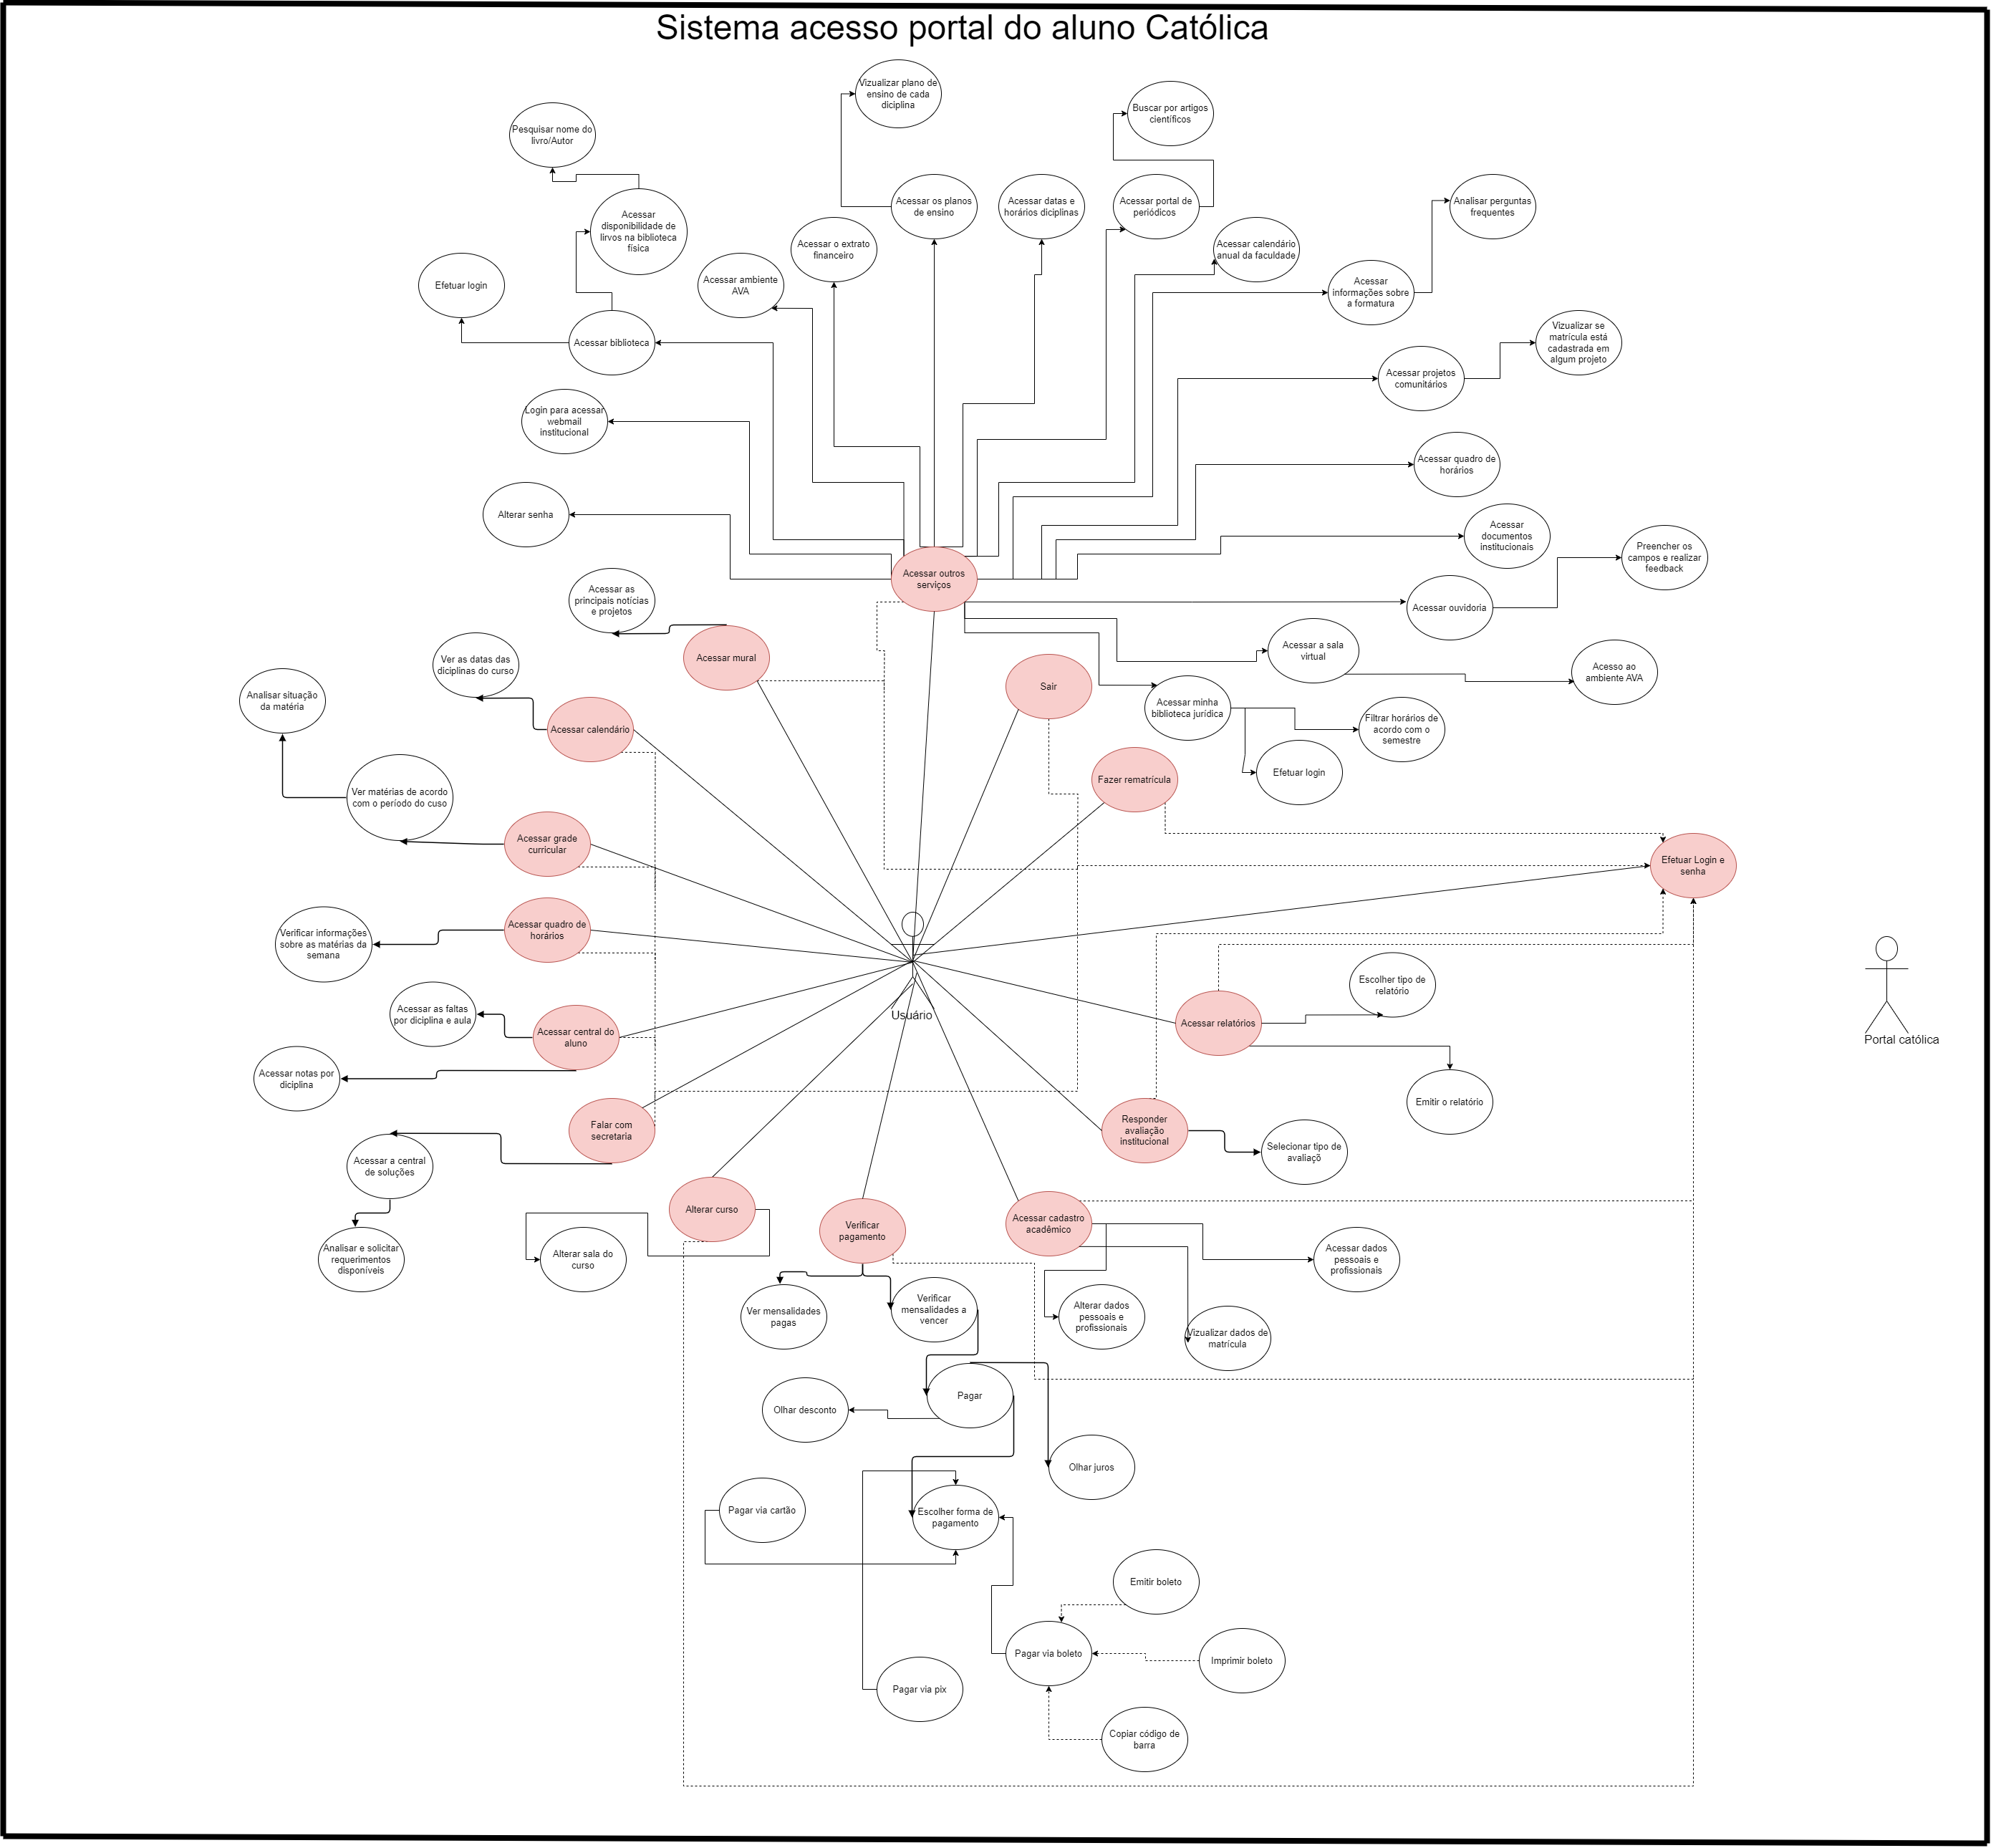 Sistema acesso portal do aluno Católica
Vizualizar plano de
ensino de cada
diciplina
Buscar por artigos
científicos
Pesquisar nome do
livro/Autor
Acessar os planos
de ensino
Acessar datas e
horários diciplinas
Acessar portal de
periódicos
Analisar perguntas
frequentes
Acessar
disponibilidade de
lirvos na biblioteca
física
Acessar o extrato
financeiro
Acessar calendário
anual da faculdade
Efetuar login
Acessar ambiente
AVA
Acessar
informações sobre
a formatura
Acessar biblioteca
Vizualizar se
matrícula está
cadastrada em
algum projeto
Acessar projetos
comunitários
Login para acessar
webmail
institucional
Acessar quadro de
horários
Alterar senha
Acessar
documentos
institucionais
Preencher os
campos e realizar
feedback
Acessar outros
serviços
Acessar as
principais notícias
e projetos
Acessar ouvidoria
Acessar mural
Acessar a sala
virtual
Ver as datas das
diciplinas do curso
Acesso ao
ambiente AVA
Sair
Analisar situação
da matéria
Acessar minha
biblioteca jurídica
Acessar calendário
Filtrar horários de
acordo com o
semestre
Efetuar login
Fazer rematrícula
Ver matérias de acordo
com o período do cuso
Acessar grade
currícular
Efetuar Login e
senha
Acessar quadro de
horários
Verificar informações
sobre as matérias da
semana
Escolher tipo de
relatório
Acessar as faltas
por diciplina e aula
Usuário
Acessar relatórios
Acessar central do
aluno
Portal católica
Acessar notas por
diciplina
Emitir o relatório
Falar com
secretaria
Responder
avaliação
institucional
Selecionar tipo de
avaliaçõ
Acessar a central
de soluções
Alterar curso
Verificar
pagamento
Acessar cadastro
acadêmico
Analisar e solicitar
requerimentos
disponíveis
Alterar sala do
curso
Acessar dados
pessoais e
profissionais
Ver mensalidades
pagas
Verificar
mensalidades a
vencer
Alterar dados
pessoais e
profissionais
Vizualizar dados de
matrícula
Pagar
Olhar desconto
Olhar juros
Pagar via cartão
Escolher forma de
pagamento
Emitir boleto
Pagar via boleto
Imprimir boleto
Pagar via pix
Copiar código de
barra